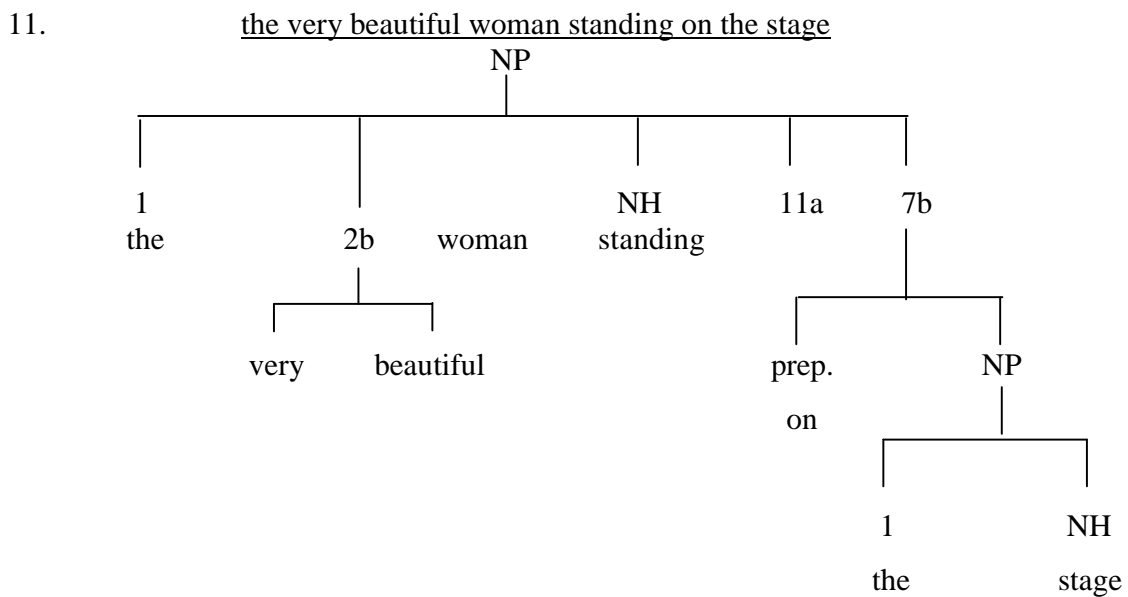 11. the very beautiful woman standing on the stage
NP
1 NH 11a 7b
the 2b woman standing
very beautiful prep. NP
on
1 NH
the stage